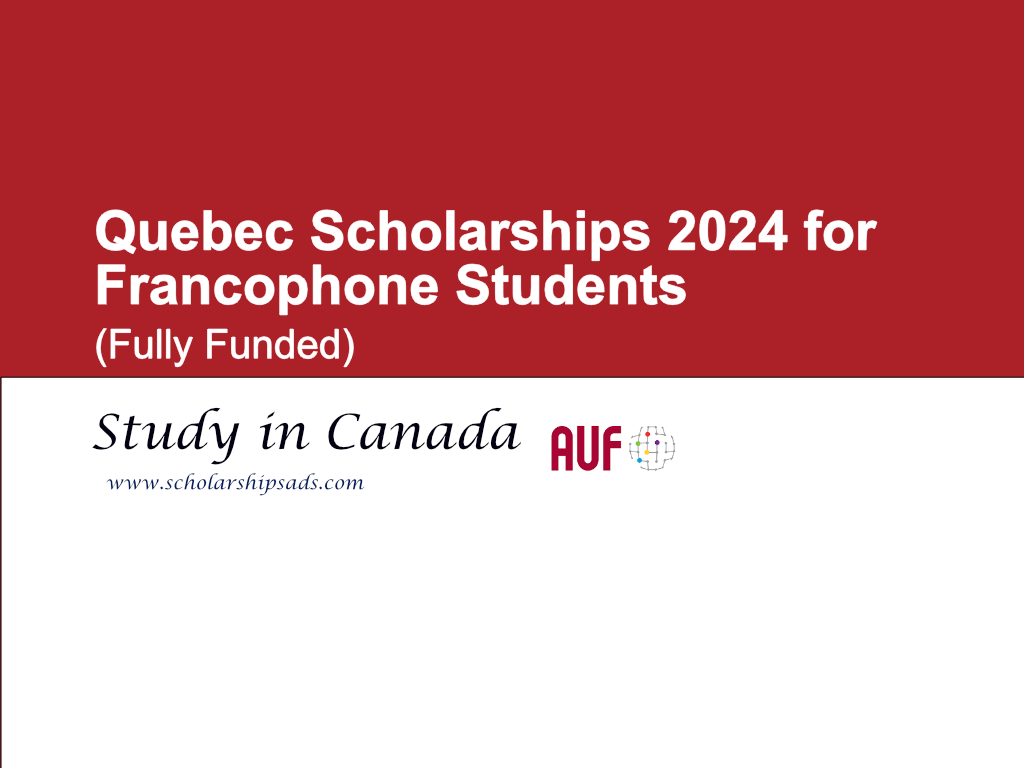 Quebec Scholarships 2024 for
Francophone Students
(Fully Funded)
Study in Canada
AUF
www.scholarshipsads.com